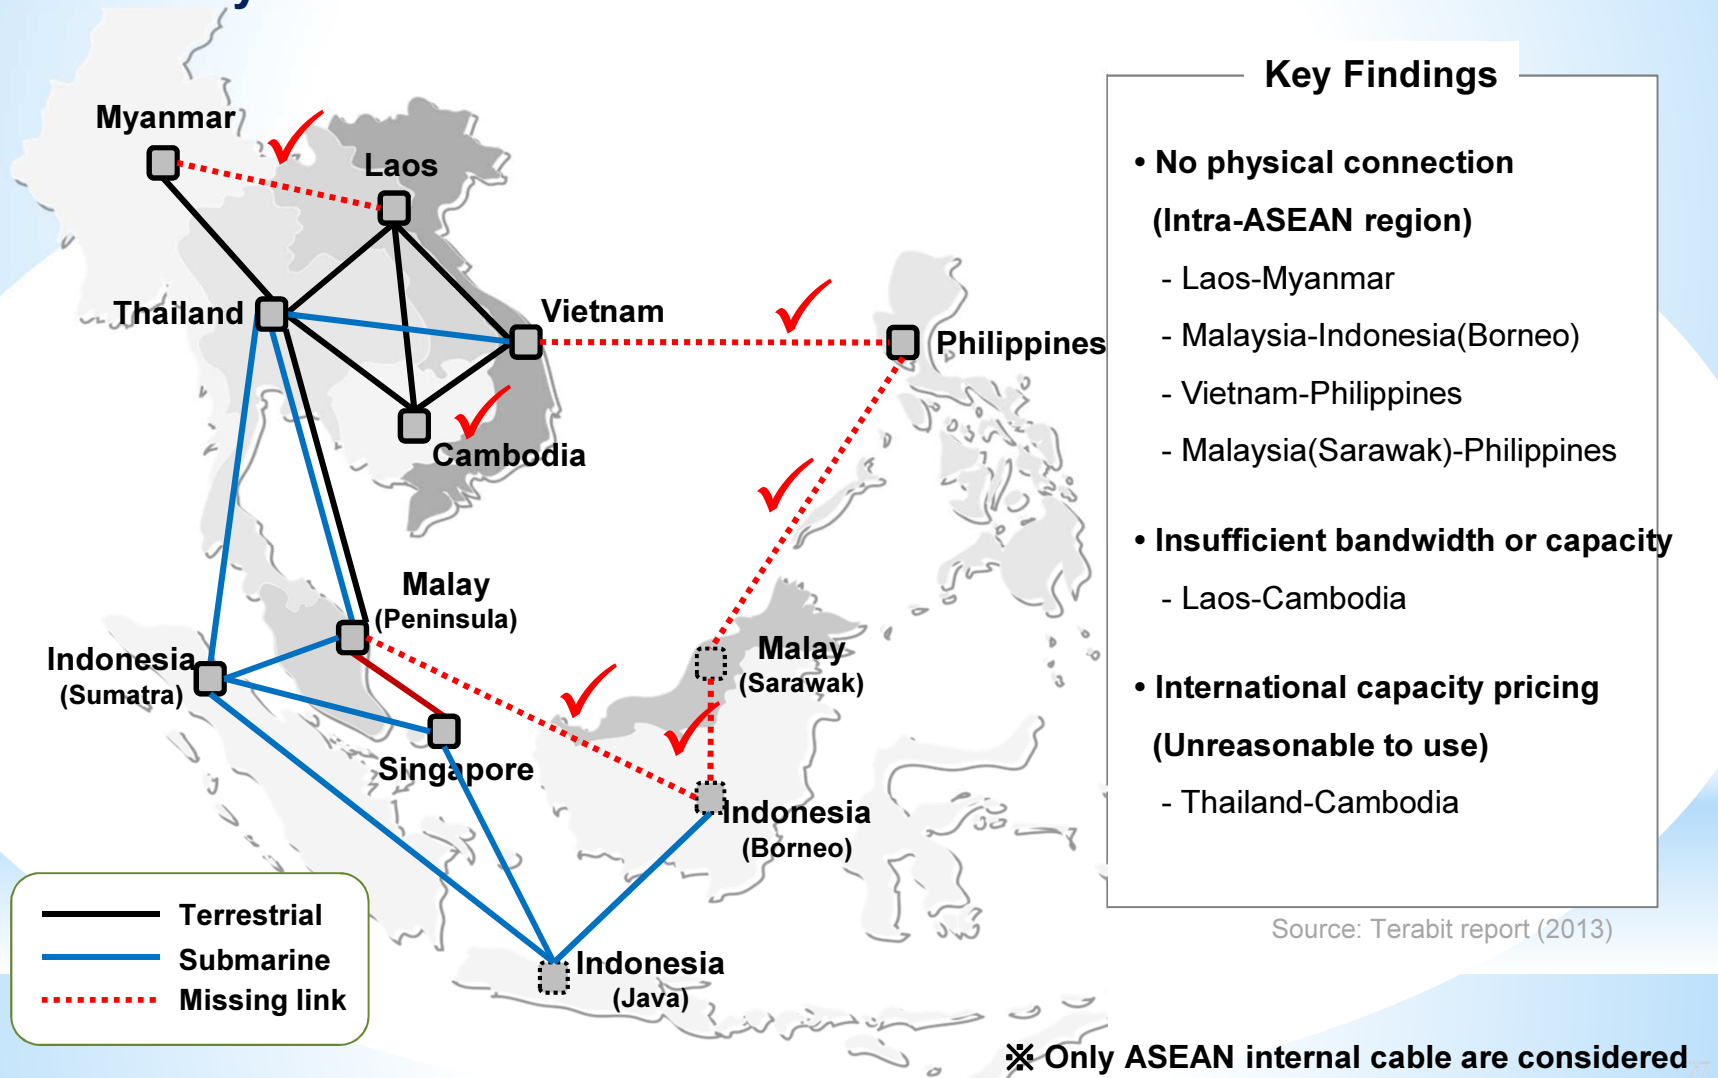 Myanmar
Laos
Thailand
Vietnam
Philippines
Cambodia
Malay
(Peninsula)
Indonesia
(Sumatra)
Malay
(Sarawak)
Singapore
Indonesia
(Borneo)
Indonesia
(Java)
Terrestrial
Submarine
Missing link
Key Findings
• No physical connection
(Intra-ASEAN region)
- Laos-Myanmar
- Malaysia-Indonesia(Borneo)
- Vietnam-Philippines
- Malaysia(Sarawak)-Philippines
• Insufficient bandwidth or capacity
- Laos-Cambodia
• International capacity pricing
(Unreasonable to use)
- Thailand-Cambodia
Source: Terabit report (2013)
※ Only ASEAN internal cable are considered